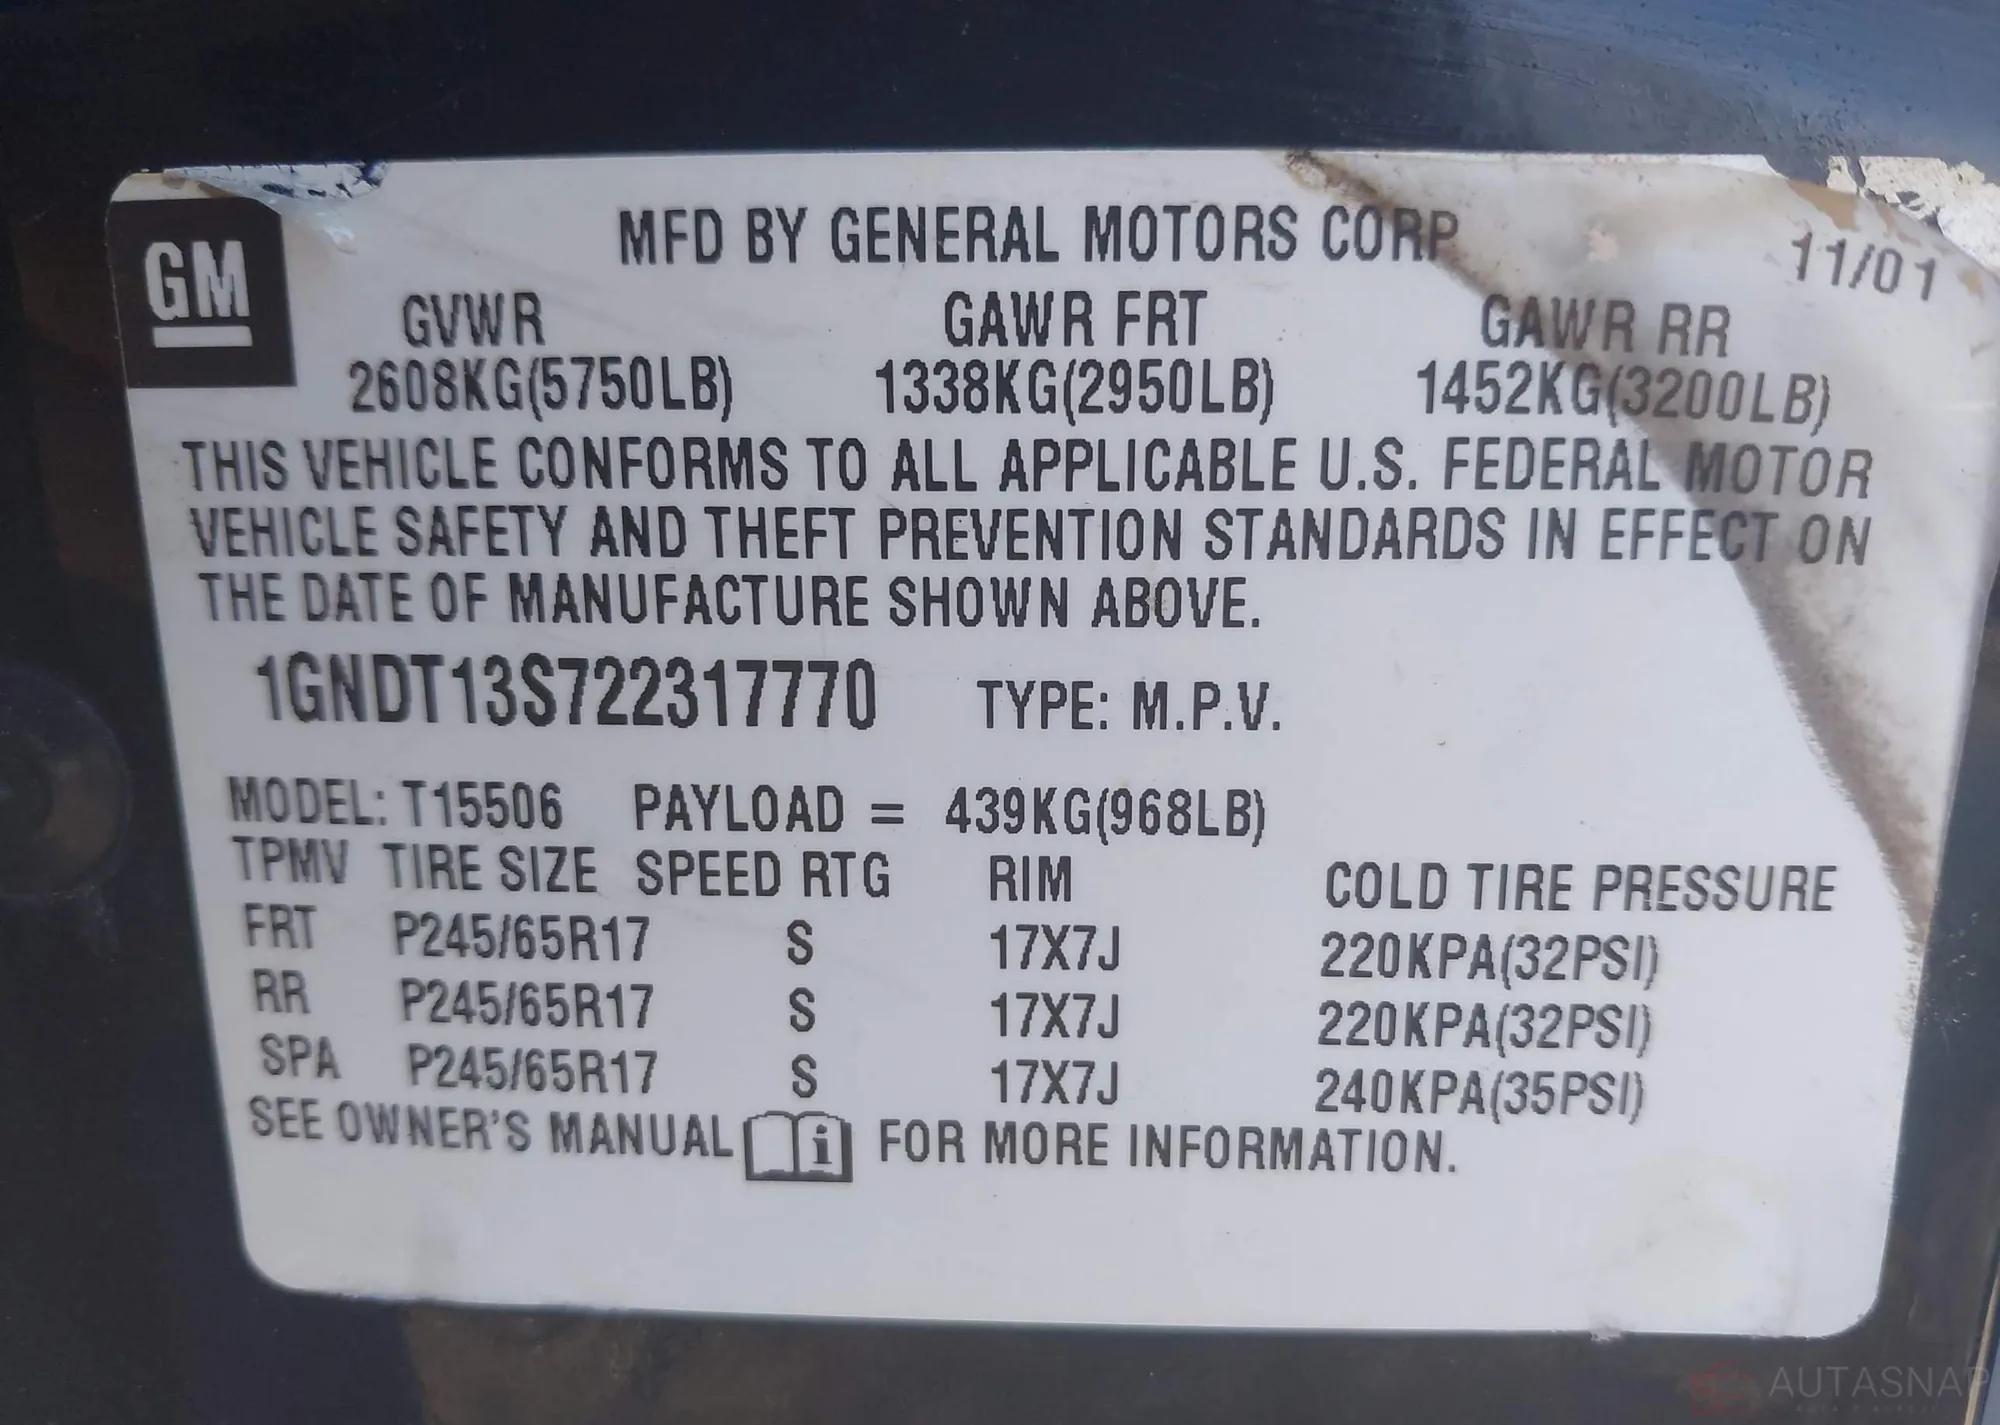 MFD BY GENERAL MOTORS CORP
11/01
GM
GVWR GAWR FRT GAWR RR
2608KG(5750LB) 1338KG(2950LB) 1452KG(3200LB)
THIS VEHICLE CONFORMS TO ALL APPLICABLE U.S. FEDERAL MOTOR
VEHICLE SAFETY AND THEFT PREVENTION STANDARDS IN EFFECT ON
THE DATE OF MANUFACTURE SHOWN ABOVE.
1GNDT13S722317770 TYPE: M.P.V.
MODEL: T15506 PAYLOAD = 439KG(968LB)
TPMV TIRE SIZE SPEED RTG RIM COLD TIRE PRESSURE
FRT P245/65R17 S 17X7J 220KPA(32PSI)
RR P245/65R17 S 17X7J 220KPA(32PSI)
SPA P245/65R17 S 17X7J 240KPA(35PSI)
SEE OWNER'S MANUAL i FOR MORE INFORMATION.
AUTASNAP